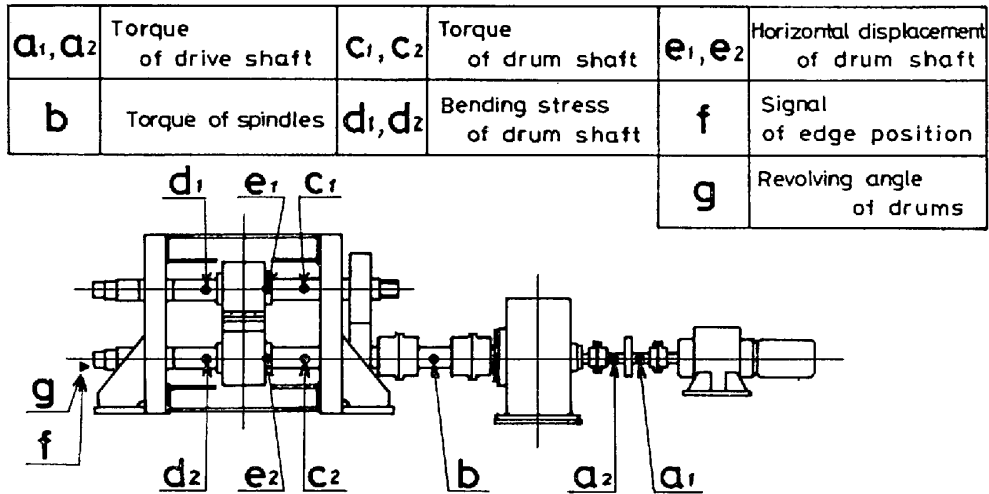 a1, a2 Torque of drive shaft
c1, c2 Torque of drum shaft
e1, e2 Horizontal displacement of drum shaft
b Torque of spindles
d1, d2 Bending stress of drum shaft
f Signal of edge position
g Revolving angle of drums
d1 e1 c1
g
f
d2 e2 c2 b a2 a1